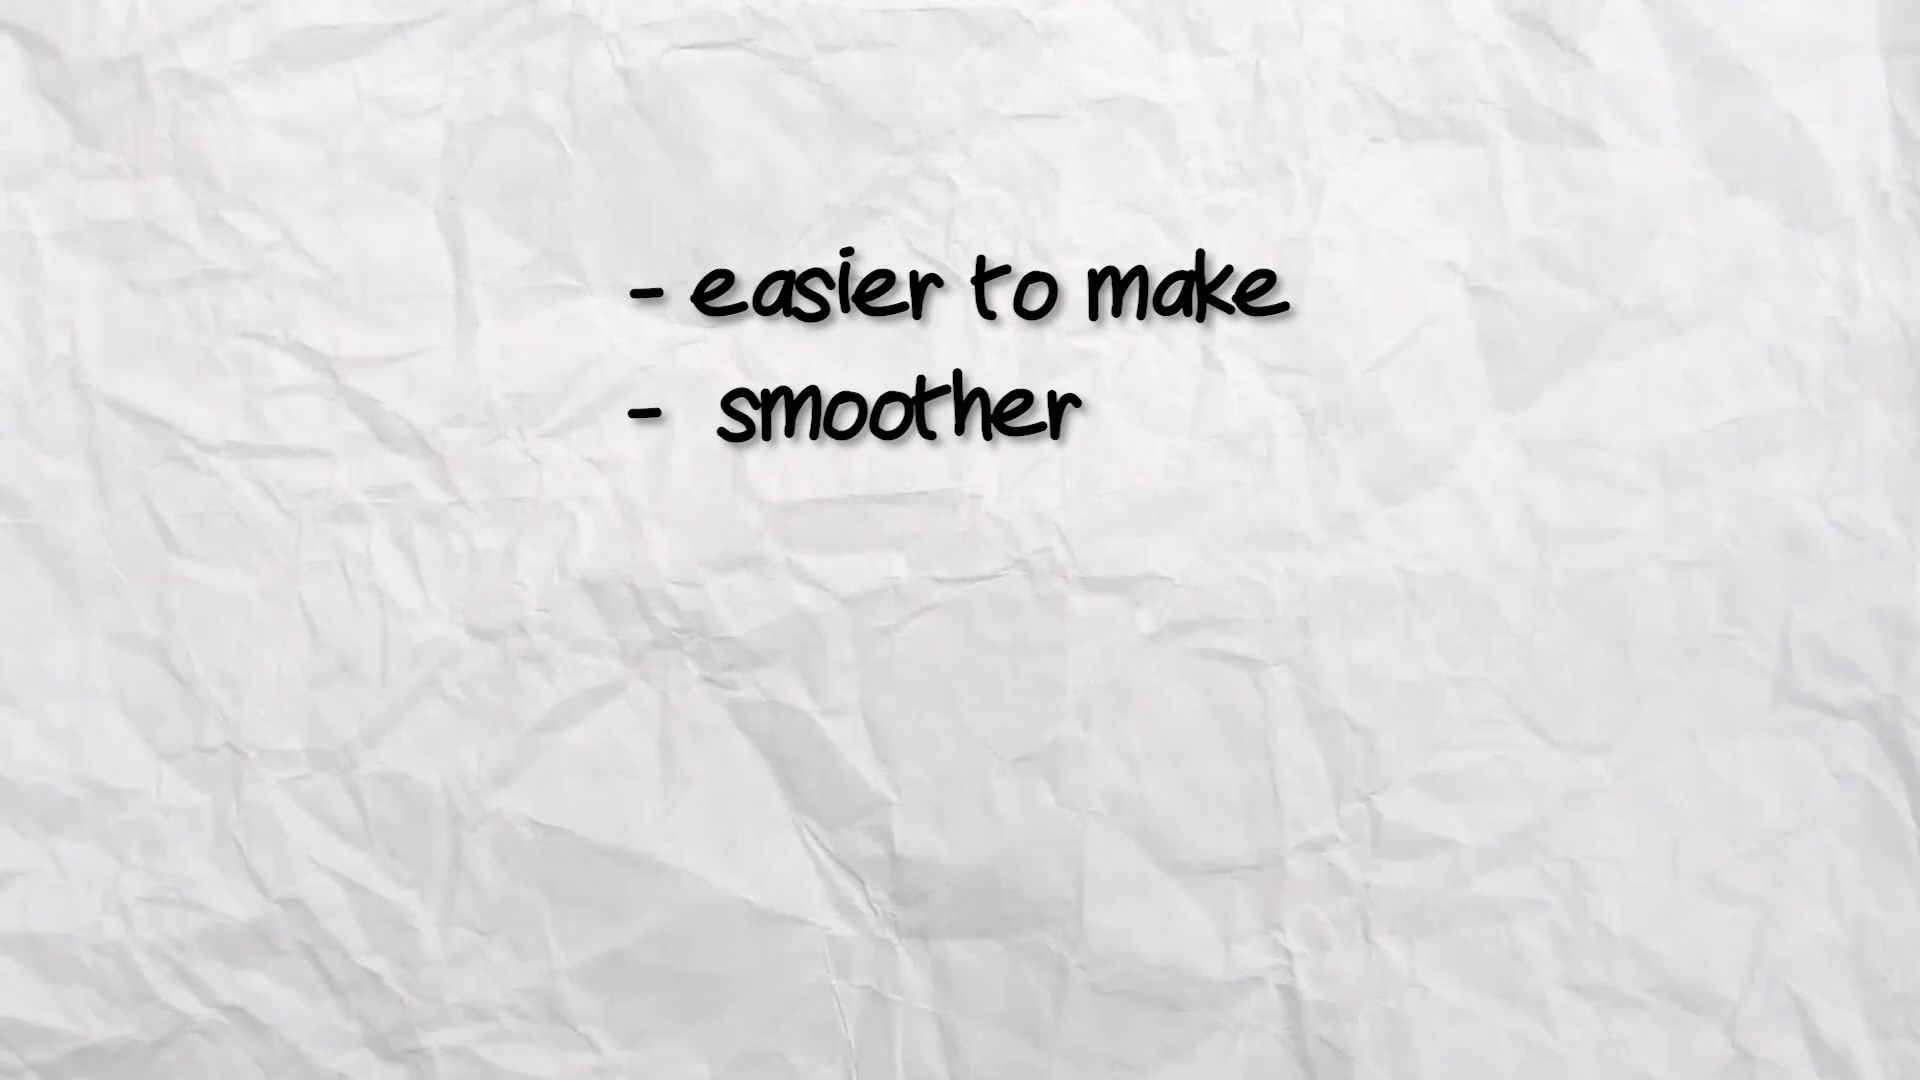 - easier to make
- smoother